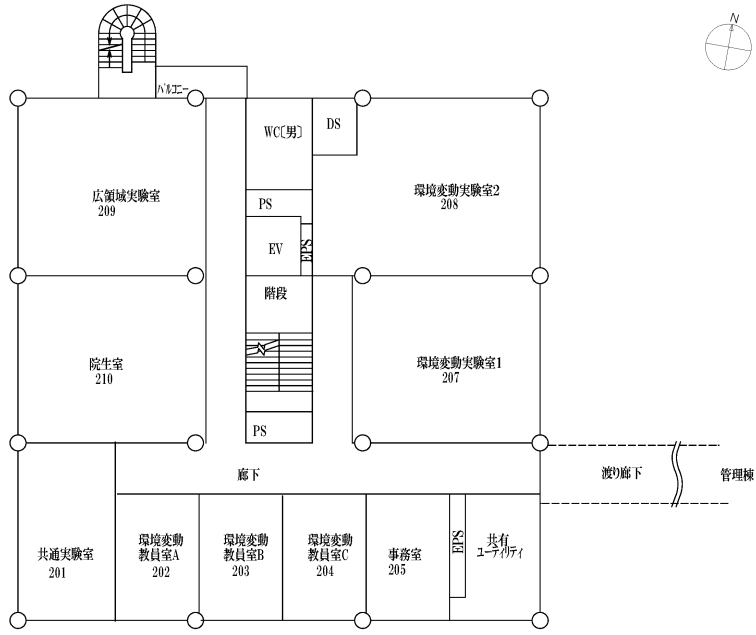 N
バルコニー
WC〔男〕
DS
広領域実験室
209
環境変動実験室2
208
PS
EV
EPS
階段
院生室
210
環境変動実験室1
207
PS
廊下
渡り廊下
管理棟
共通実験室
201
環境変動
教員室A
202
環境変動
教員室B
203
環境変動
教員室C
204
事務室
205
EPS
共有
ユーティリティ